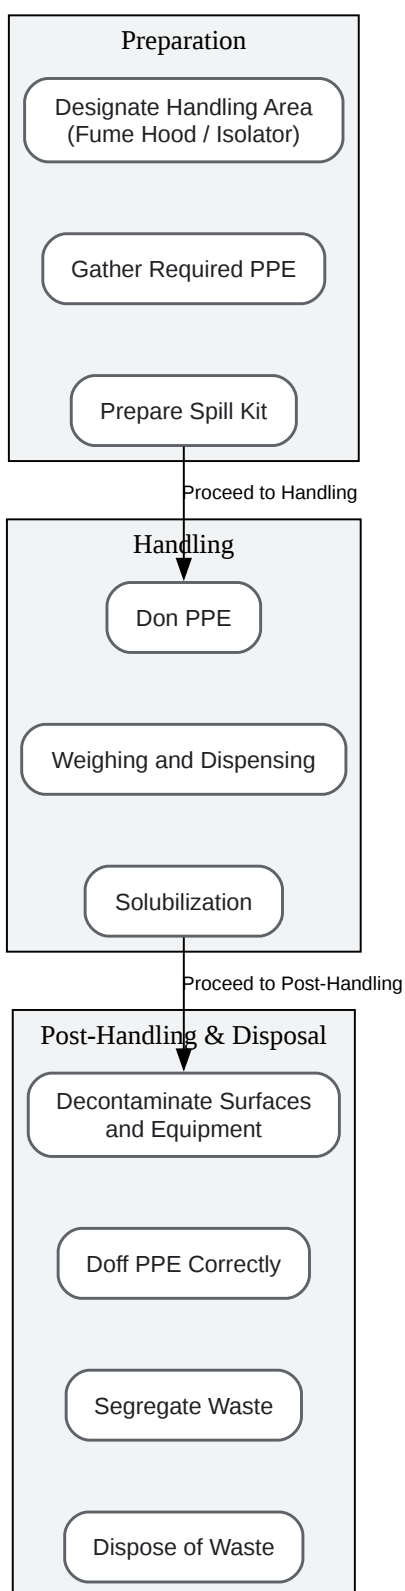 Preparation
Designate Handling Area
(Fume Hood / Isolator)
Gather Required PPE
Prepare Spill Kit
Proceed to Handling
Handling
Don PPE
Weighing and Dispensing
Solubilization
Proceed to Post-Handling
Post-Handling & Disposal
Decontaminate Surfaces
and Equipment
Doff PPE Correctly
Segregate Waste
Dispose of Waste